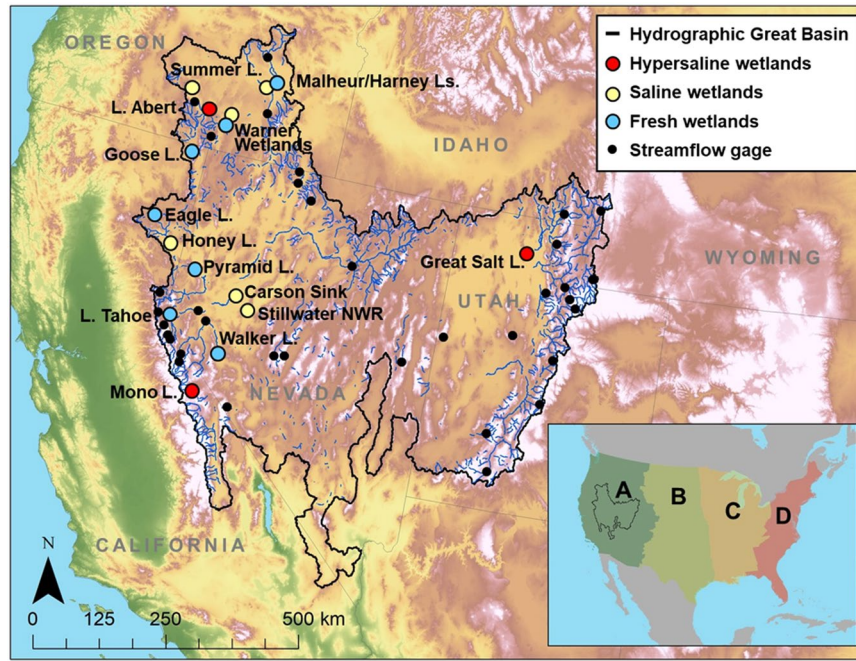 OREGON
Summer L.
Malheur/Harney Ls.
L. Abert
Warner
Wetlands
Goose L.
IDAHO
Eagle L.
Honey L.
Pyramid L.
Great Salt L.
WYOMING
Carson Sink
UTAH
Stillwater NWR
L. Tahoe
Walker L.
Mono L.
NEVADA
CALIFORNIA
N
0 125 250 500 km
Hydrographic Great Basin
Hypersaline wetlands
Saline wetlands
Fresh wetlands
Streamflow gage
A
B
C
D